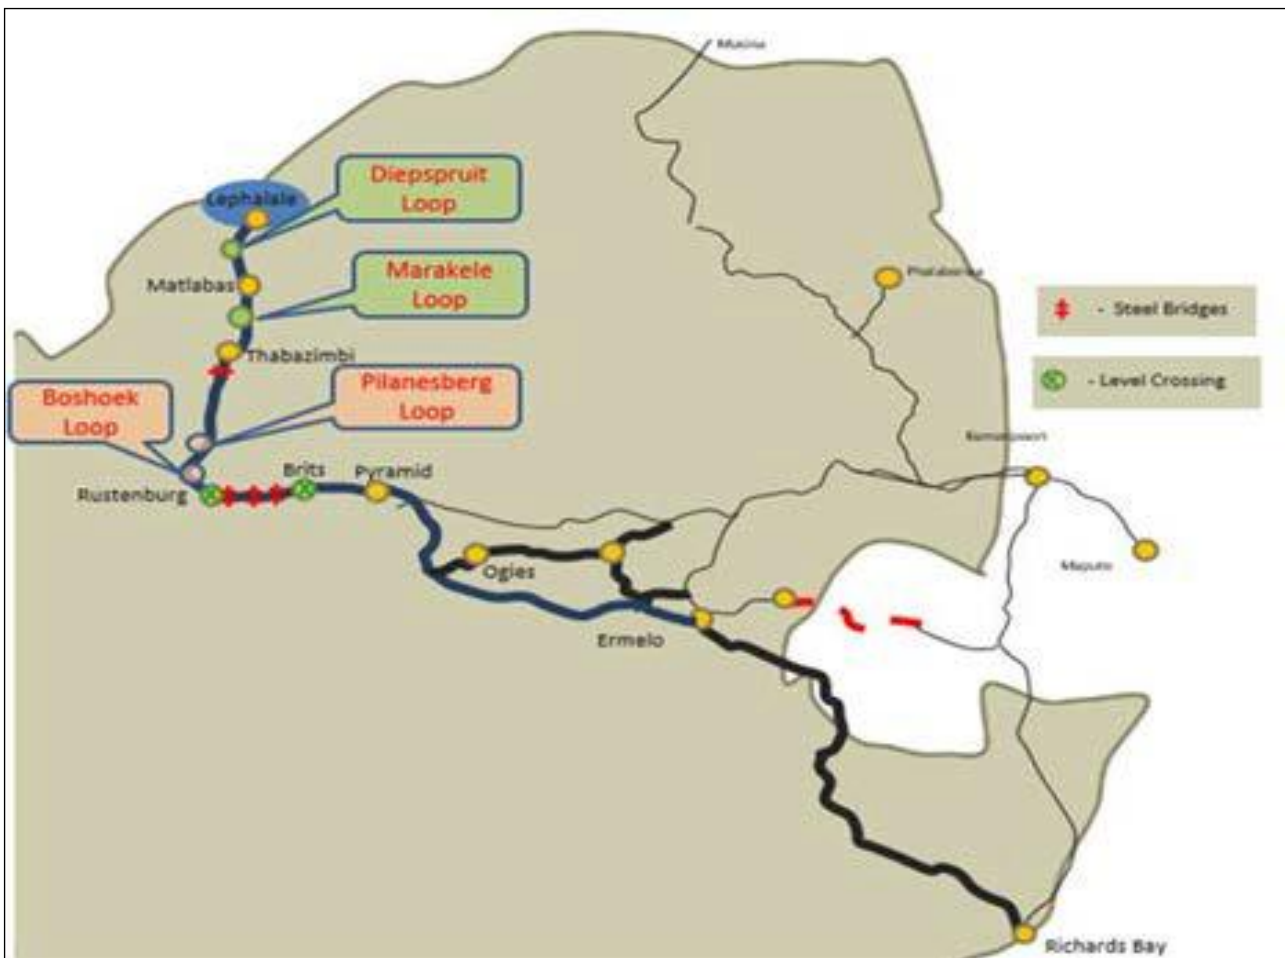 Musina
Diepspruit
Loop
Lephalale
Marakele
Loop
Matlabas
Phalaborwa
- Steel Bridges
Thabazimbi
- Level Crossing
Pilanesberg
Loop
Boshoek
Loop
Komatipoort
Brits
Pyramid
Rustenburg
Ogies
Maputo
Ermelo
Richards Bay